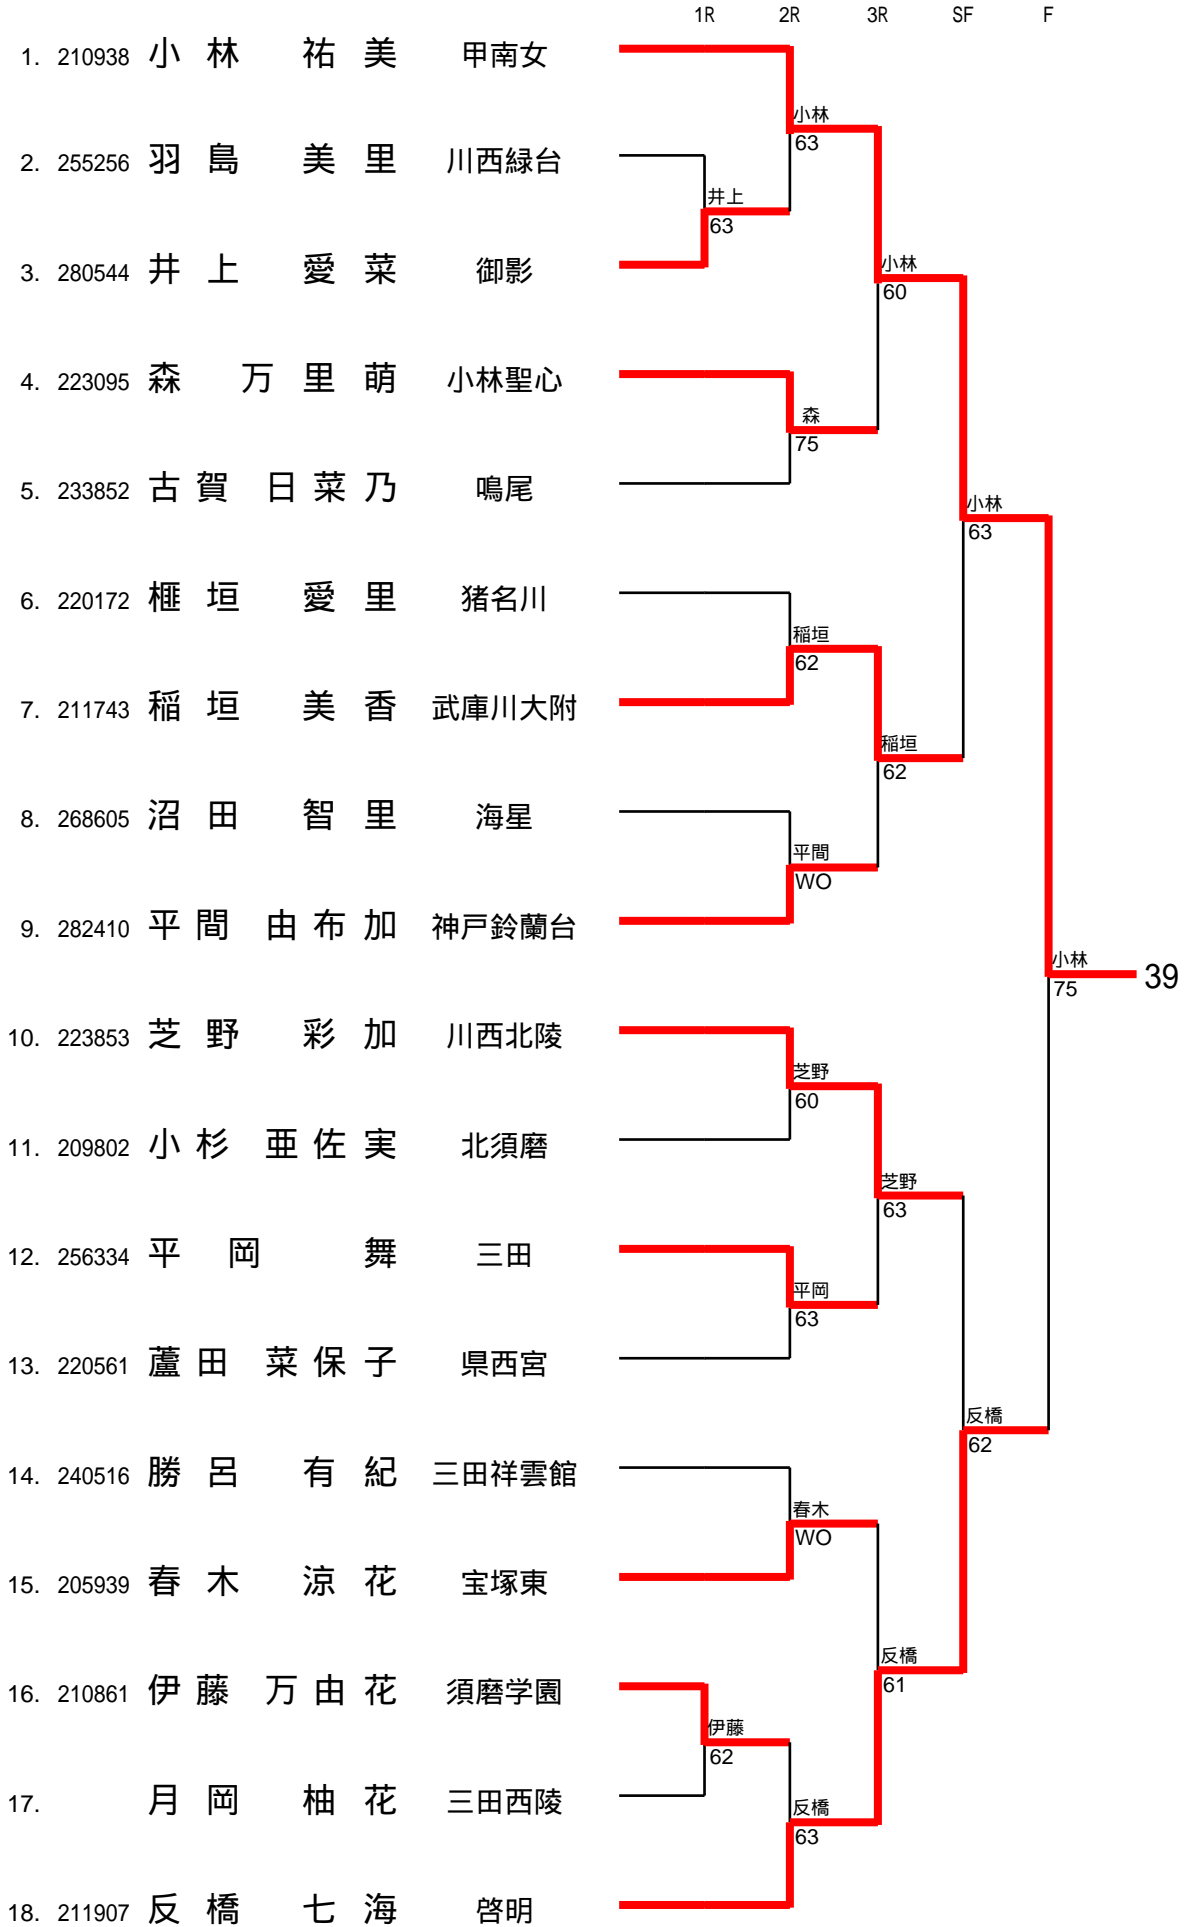 1R 2R 3R SF F
1. 210938 小林 祐美 甲南女
小林
63
2. 255256 羽島 美里 川西緑台
井上
63
3. 280544 井上 愛菜 御影
小林
60
4. 223095 森 万里萌 小林聖心
森
75
5. 233852 古賀 日菜乃 鳴尾
小林
63
6. 220172 榧垣 愛里 猪名川
稲垣
62
7. 211743 稲垣 美香 武庫川大附
稲垣
62
8. 268605 沼田 智里 海星
平間
WO
9. 282410 平間 由布加 神戸鈴蘭台
小林
75
39
10. 223853 芝野 彩加 川西北陵
芝野
60
11. 209802 小杉 亜佐実 北須磨
芝野
63
12. 256334 平岡 舞 三田
平岡
63
13. 220561 蘆田 菜保子 県西宮
反橋
62
14. 240516 勝呂 有紀 三田祥雲館
春木
WO
15. 205939 春木 涼花 宝塚東
反橋
61
16. 210861 伊藤 万由花 須磨学園
伊藤
62
17. 月岡 柚花 三田西陵
反橋
63
18. 211907 反橋 七海 啓明